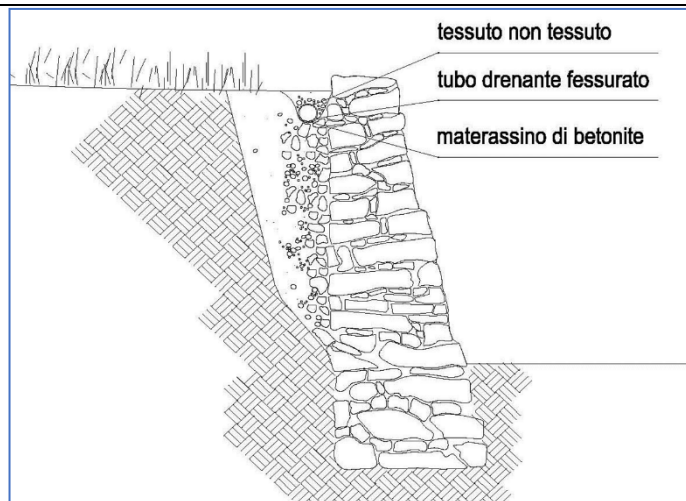 tessuto non tessuto
tubo drenante fessurato
materassino di betonite